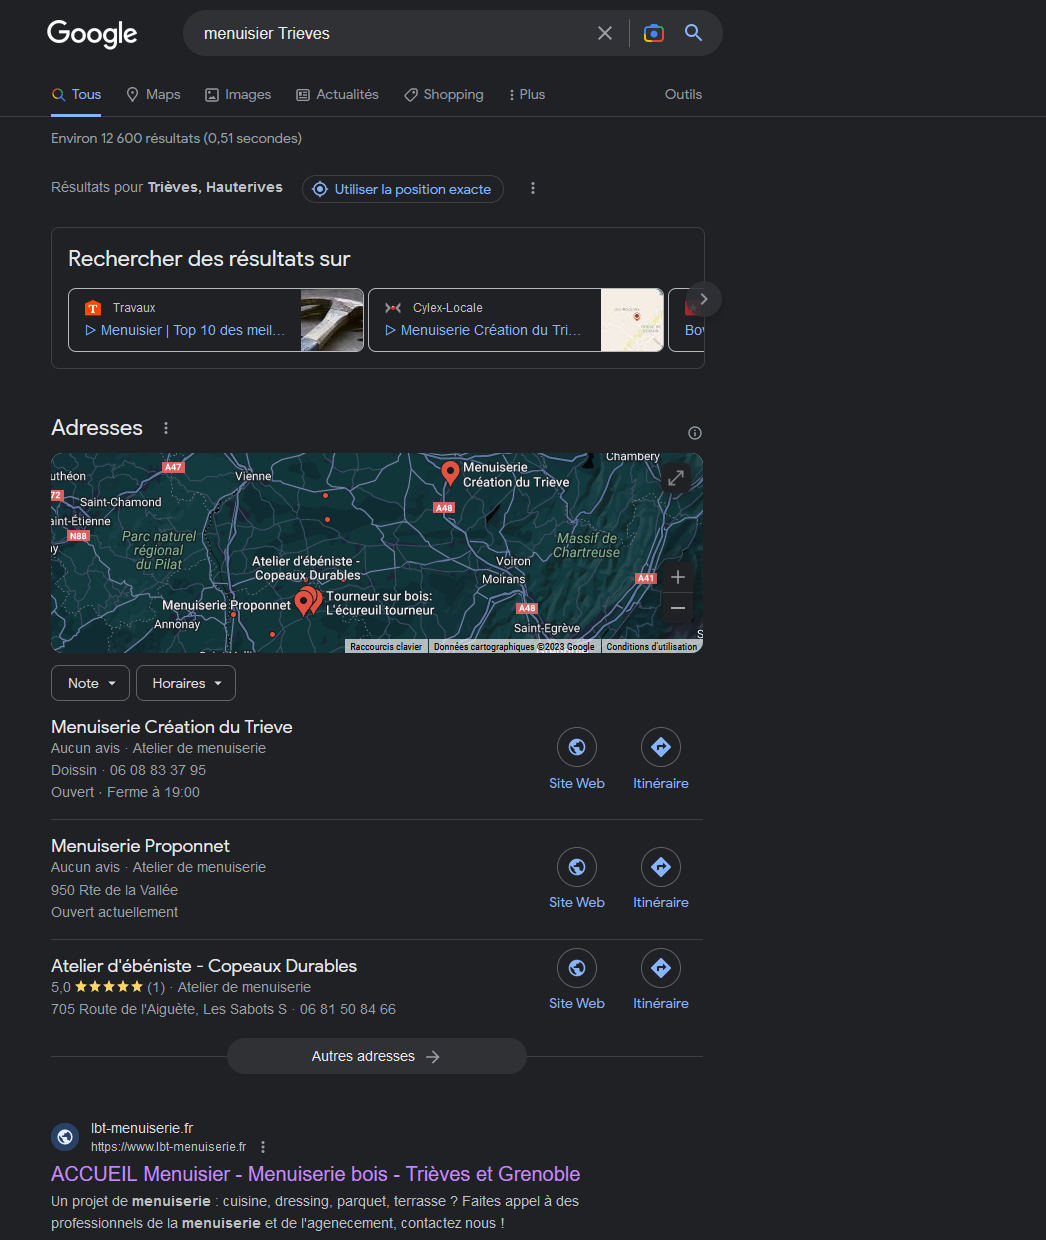 Google
menuisier Trieves
Tous Maps Images Actualités Shopping Plus Outils
Environ 12 600 résultats (0,51 secondes)
Résultats pour Trièves, Hauterives
Utiliser la position exacte
Rechercher des résultats sur
T Travaux
Menuisier | Top 10 des meil...
Cylex-Locale
Menuiserie Création du Tri...
Adresses
Chambery
A47
Menuiserie
Création du Trieve
uthéon
Vienne
72
Saint-Chamond
A48
aint-Étienne
N88
Parc naturel
régional
du Pilat
Massif de
Chartreuse
Atelier d'ébéniste -
Copeaux Durables
Voiron
Moirans
A41
Menuiserie Proponnet
Tourneur sur bois:
L'écureuil tourneur
A48
Annonay
Saint-Egrève
Raccourcis clavier
Données cartographiques ©2023 Google
Conditions d'utilisation
Note
Horaires
Menuiserie Création du Trieve
Aucun avis · Atelier de menuiserie
Doissin · 06 08 83 37 95
Ouvert · Ferme à 19:00
Site Web
Itinéraire
Menuiserie Proponnet
Aucun avis · Atelier de menuiserie
950 Rte de la Vallée
Ouvert actuellement
Site Web
Itinéraire
Atelier d'ébéniste - Copeaux Durables
5,0 (1) · Atelier de menuiserie
705 Route de l'Aiguète, Les Sabots S · 06 81 50 84 66
Site Web
Itinéraire
Autres adresses
lbt-menuiserie.fr
https://www.lbt-menuiserie.fr
ACCUEIL Menuisier - Menuiserie bois - Trièves et Grenoble
Un projet de menuiserie : cuisine, dressing, parquet, terrasse ? Faites appel à des
professionnels de la menuiserie et de l'agenecement, contactez nous !